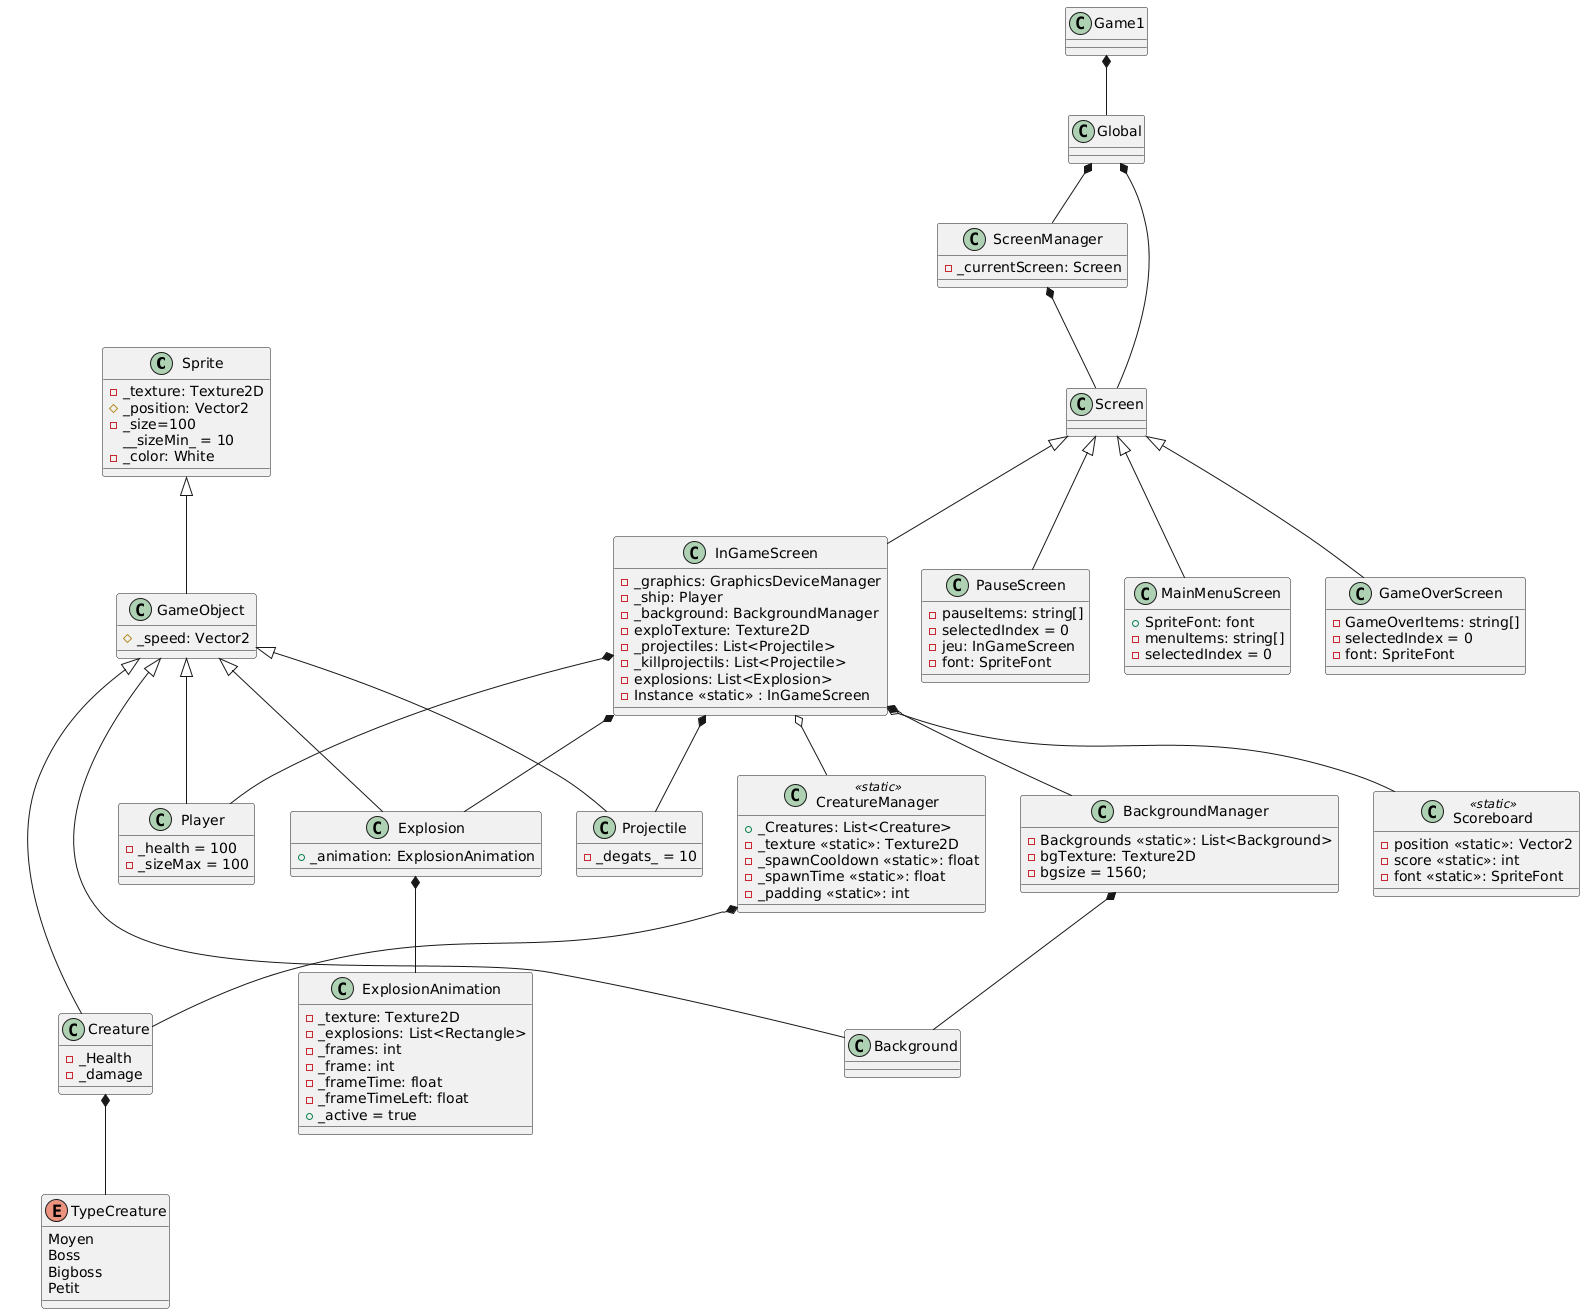 C Game1
C Global
C ScreenManager
_currentScreen: Screen
C Sprite
_texture: Texture2D
_position: Vector2
_size=100
__sizeMin_ = 10
_color: White
C Screen
C GameObject
_speed: Vector2
C InGameScreen
_graphics: GraphicsDeviceManager
_ship: Player
_background: BackgroundManager
exploTexture: Texture2D
_projectiles: List<Projectile>
_killprojectils: List<Projectile>
explosions: List<Explosion>
Instance «static» : InGameScreen
C PauseScreen
pauseItems: string[]
selectedIndex = 0
jeu: InGameScreen
font: SpriteFont
C MainMenuScreen
SpriteFont: font
menuItems: string[]
selectedIndex = 0
C GameOverScreen
GameOverItems: string[]
selectedIndex = 0
font: SpriteFont
C Player
_health = 100
_sizeMax = 100
C Explosion
_animation: ExplosionAnimation
C Projectile
_degats_ = 10
«static»
C CreatureManager
_Creatures: List<Creature>
_texture «static»: Texture2D
_spawnCooldown «static»: float
_spawnTime «static»: float
_padding «static»: int
C BackgroundManager
Backgrounds «static»: List<Background>
bgTexture: Texture2D
bgsize = 1560;
«static»
C Scoreboard
position «static»: Vector2
score «static»: int
font «static»: SpriteFont
C Creature
_Health
_damage
C ExplosionAnimation
_texture: Texture2D
_explosions: List<Rectangle>
_frames: int
_frame: int
_frameTime: float
_frameTimeLeft: float
_active = true
C Background
E TypeCreature
Moyen
Boss
Bigboss
Petit